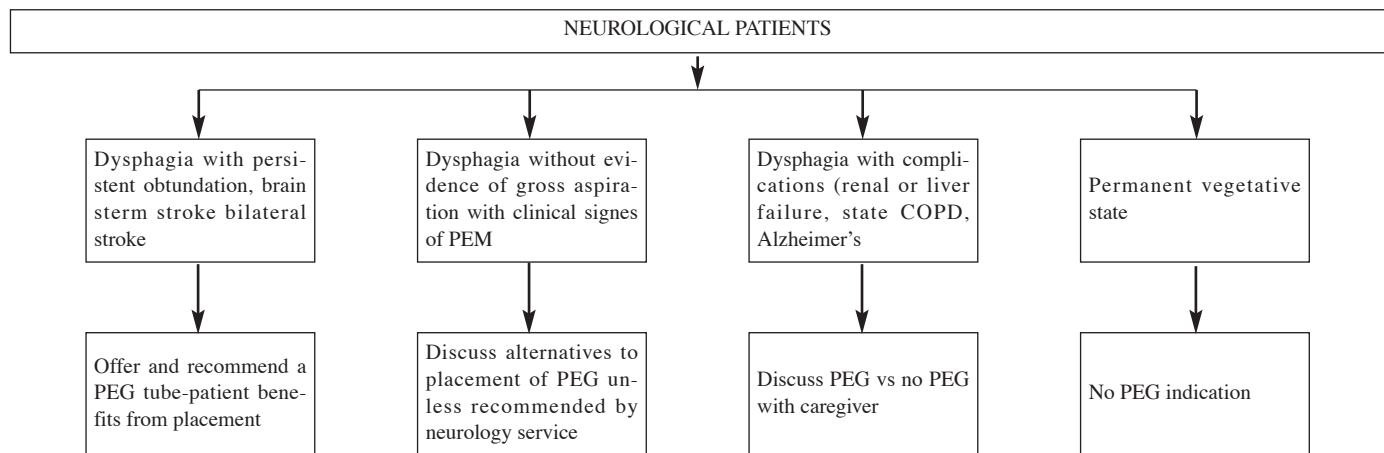 NEUROLOGICAL PATIENTS
Dysphagia with persi-
stent obtundation, brain
sterm stroke bilateral
stroke
Dysphagia without evi-
dence of gross aspira-
tion with clinical signes
of PEM
Dysphagia with compli-
cations (renal or liver
failure, state COPD,
Alzheimer's
Permanent vegetative
state
Offer and recommend a
PEG tube-patient bene-
fits from placement
Discuss alternatives to
placement of PEG un-
less recommended by
neurology service
Discuss PEG vs no PEG
with caregiver
No PEG indication